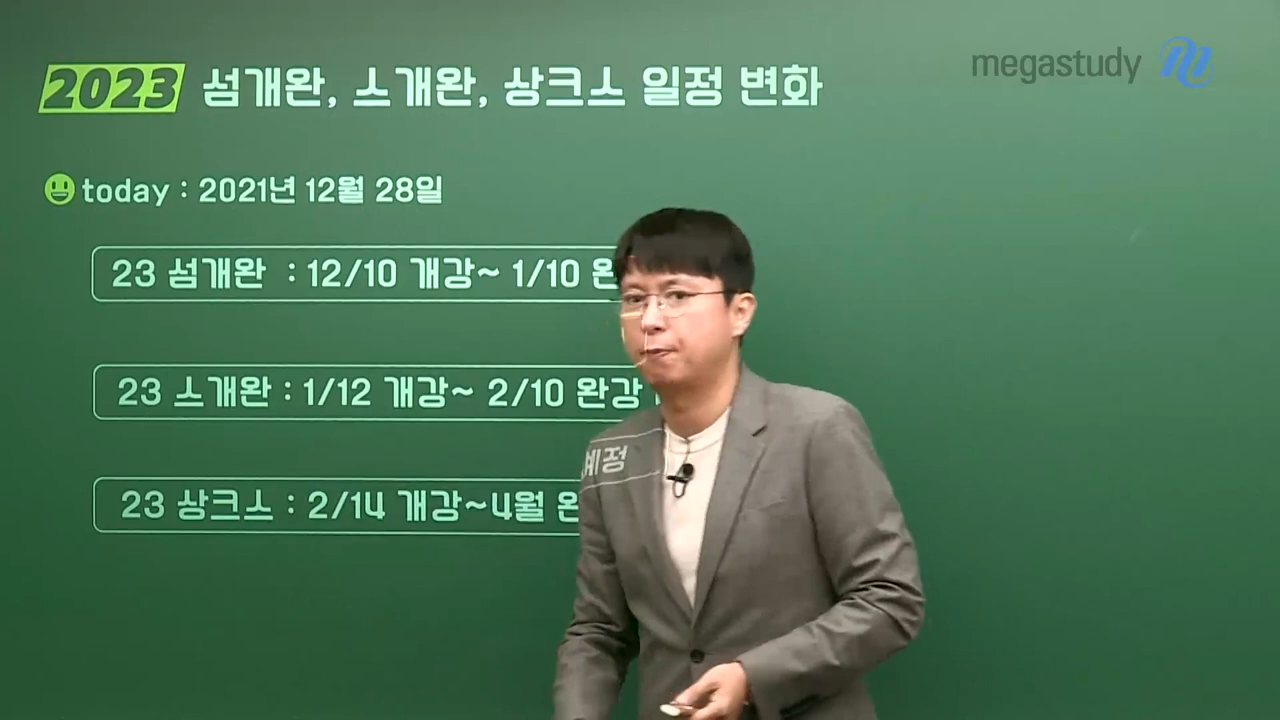 2023 섬개완, 스개완, 상크스 일정 변화
megastudy
today : 2021년 12월 28일
23 섬개완 : 12/10 개강~ 1/10
23 스개완 : 1/12 개강~ 2/10 완강
예정
23 상크스 : 2/14 개강~4월